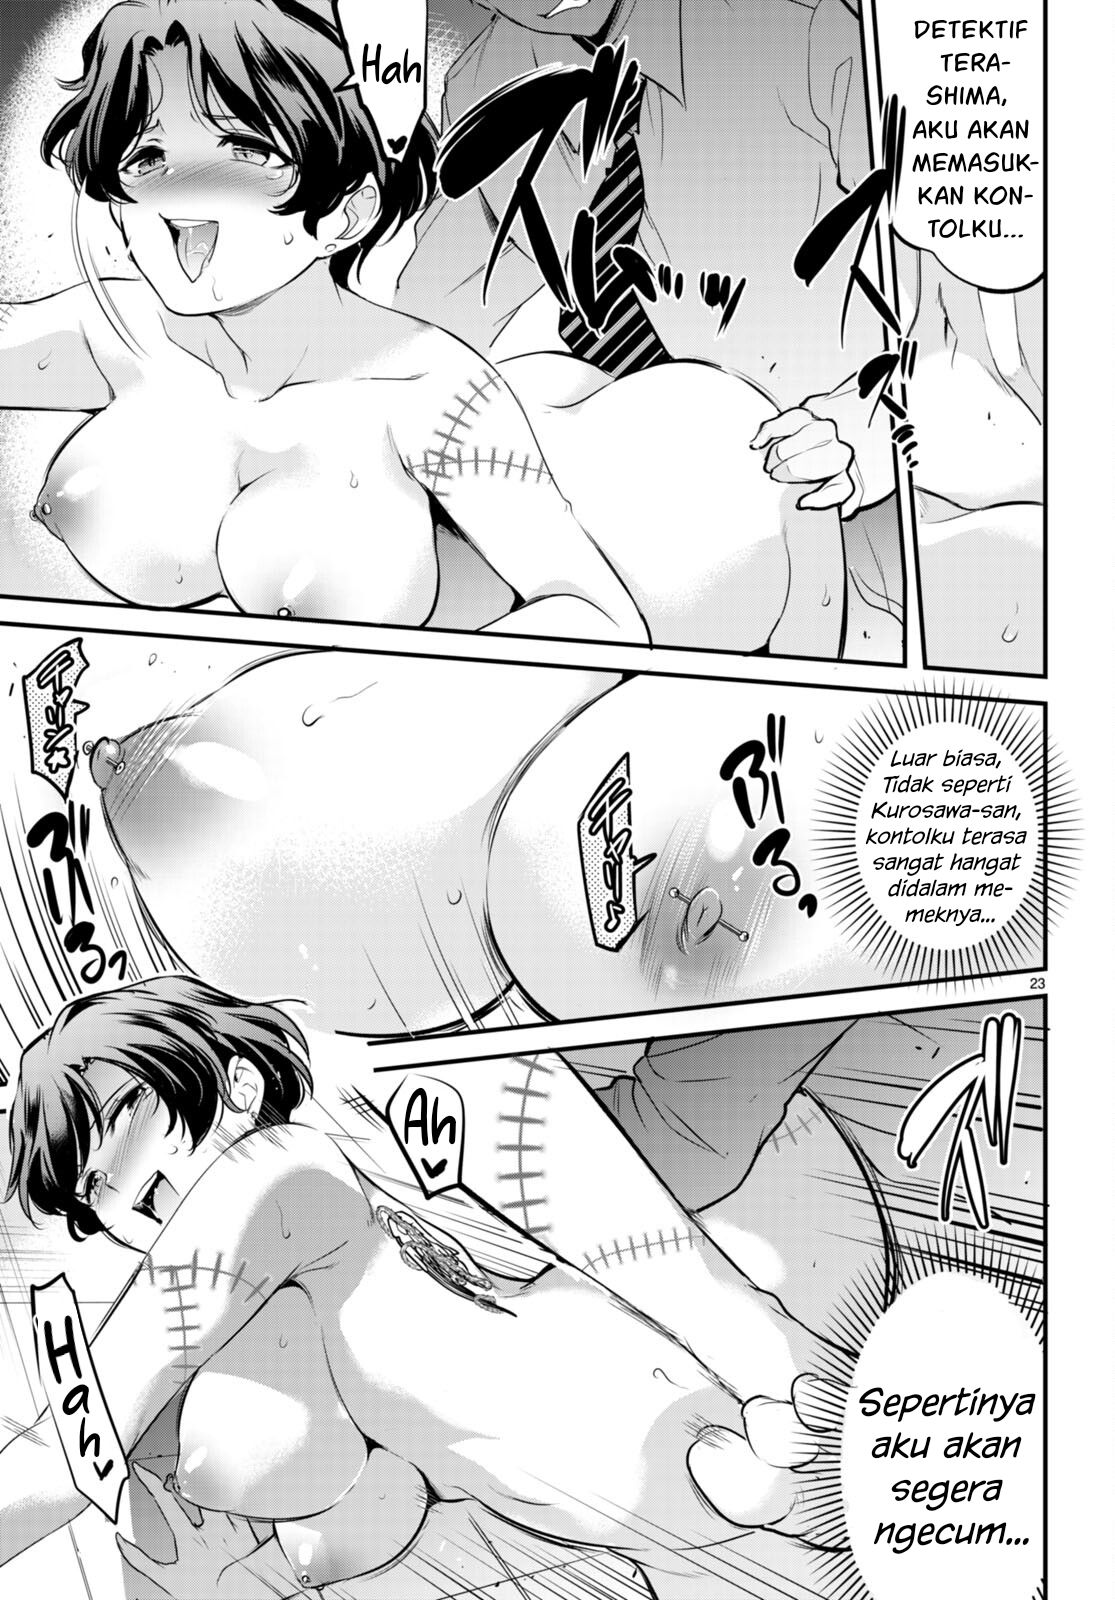 DETEKTIF
TERA-
SHIMA,
AKU AKAN
MEMASUK-
KAN KON-
TOLKU...
Hah
Luar biasa,
Tidak seperti
Kurosawa-san,
kontolku terasa
sangat hangat
didalam me-
meknya...
23
Ah
Hah
Sepertinya
aku akan
segera
ngecum...